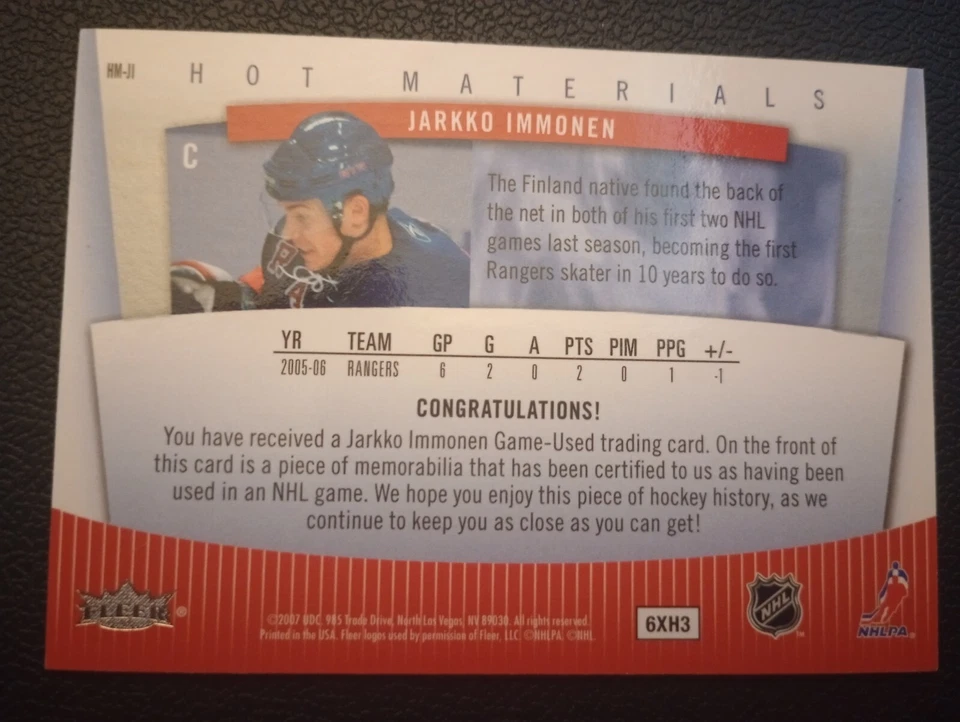 HM-JI
HOT MATERIALS
JARKKO IMMONEN
C
The Finland native found the back of
the net in both of his first two NHL
games last season, becoming the first
Rangers skater in 10 years to do so.
YR TEAM GP G A PTS PIM PPG +/-
2005-06 RANGERS 6 2 0 2 0 1 -1
CONGRATULATIONS!
You have received a Jarkko Immonen Game-Used trading card. On the front of
this card is a piece of memorabilia that has been certified to us as having been
used in an NHL game. We hope you enjoy this piece of hockey history, as we
continue to keep you as close as you can get!
FLEER®
©2007 UDC. 985 Trade Drive, North Las Vegas, NV 89030. All rights reserved.
Printed in the USA. Fleer logos used by permission of Fleer, LLC. ©NHLPA. ©NHL.
6XH3
NHL
TM
NHLPA®